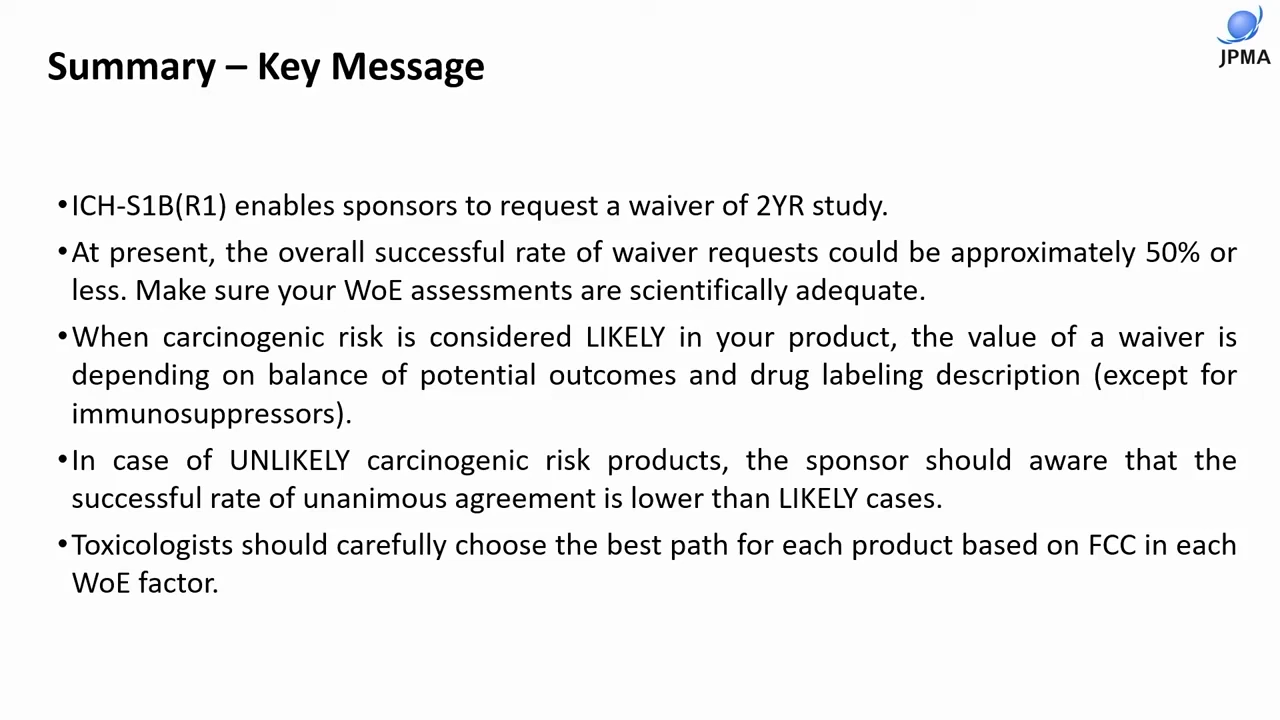 JPMA
Summary – Key Message
•ICH-S1B(R1) enables sponsors to request a waiver of 2YR study.
•At present, the overall successful rate of waiver requests could be approximately 50% or
less. Make sure your WoE assessments are scientifically adequate.
•When carcinogenic risk is considered LIKELY in your product, the value of a waiver is
depending on balance of potential outcomes and drug labeling description (except for
immunosuppressors).
•In case of UNLIKELY carcinogenic risk products, the sponsor should aware that the
successful rate of unanimous agreement is lower than LIKELY cases.
•Toxicologists should carefully choose the best path for each product based on FCC in each
WoE factor.